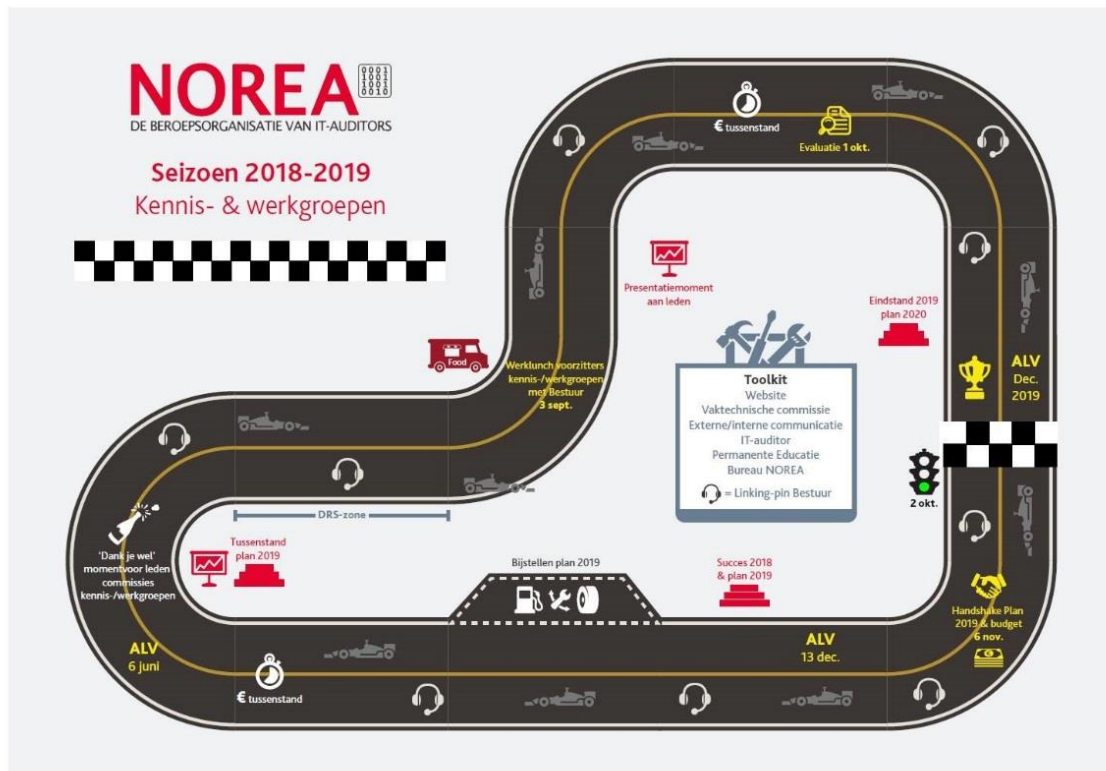 NOREA
0001
1001
1001
0010
DE BEROEPSORGANISATIE VAN IT-AUDITORS
Seizoen 2018-2019
Kennis- & werkgroepen
€ tussenstand
Evaluatie 1 okt.
Presentatiemoment
aan leden
Eindstand 2019
plan 2020
Food
Werklunch voorzitters
kennis-/werkgroepen
met Bestuur
3 sept.
ALV
Dec.
2019
Toolkit
Website
Vaktechnische commissie
Externe/interne communicatie
IT-auditor
Permanente Educatie
Bureau NOREA
= Linking-pin Bestuur
2 okt.
DRS-zone
'Dank je wel'
momentvoor leden
commissies
kennis-/werkgroepen
Tussenstand
plan 2019
Bijstellen plan 2019
Succes 2018
& plan 2019
Handshake Plan
2019 & budget
6 nov.
ALV
6 juni
ALV
13 dec.
€ tussenstand